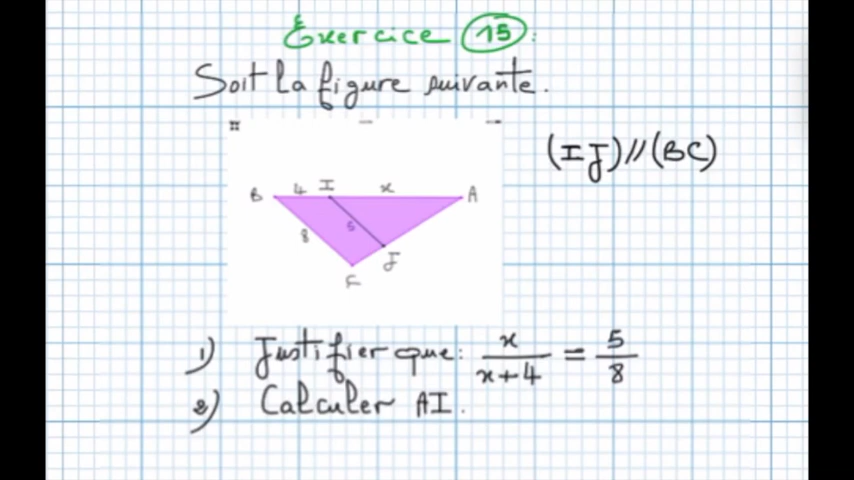 Exercice 15:
Soit la figure suivante.
(IJ)//(BC)
B 4 I x A
8 5
J
C
1) Justifier que: x/(x+4) = 5/8
2) Calculer AI.